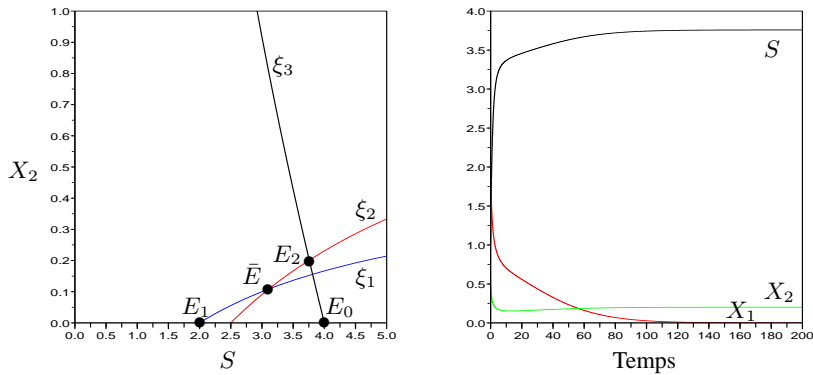 1.0
0.9
0.8
0.7
0.6
0.5
0.4
0.3
0.2
0.1
0.0
X₂
ξ₃
ξ₂
ξ₁
E₂
Ē
E₁
E₀
0.0 0.5 1.0 1.5 2.0 2.5 3.0 3.5 4.0 4.5 5.0
S
4.0
3.5
3.0
2.5
2.0
1.5
1.0
0.5
0.0
S
X₂
X₁
0 20 40 60 80 100 120 140 160 180 200
Temps